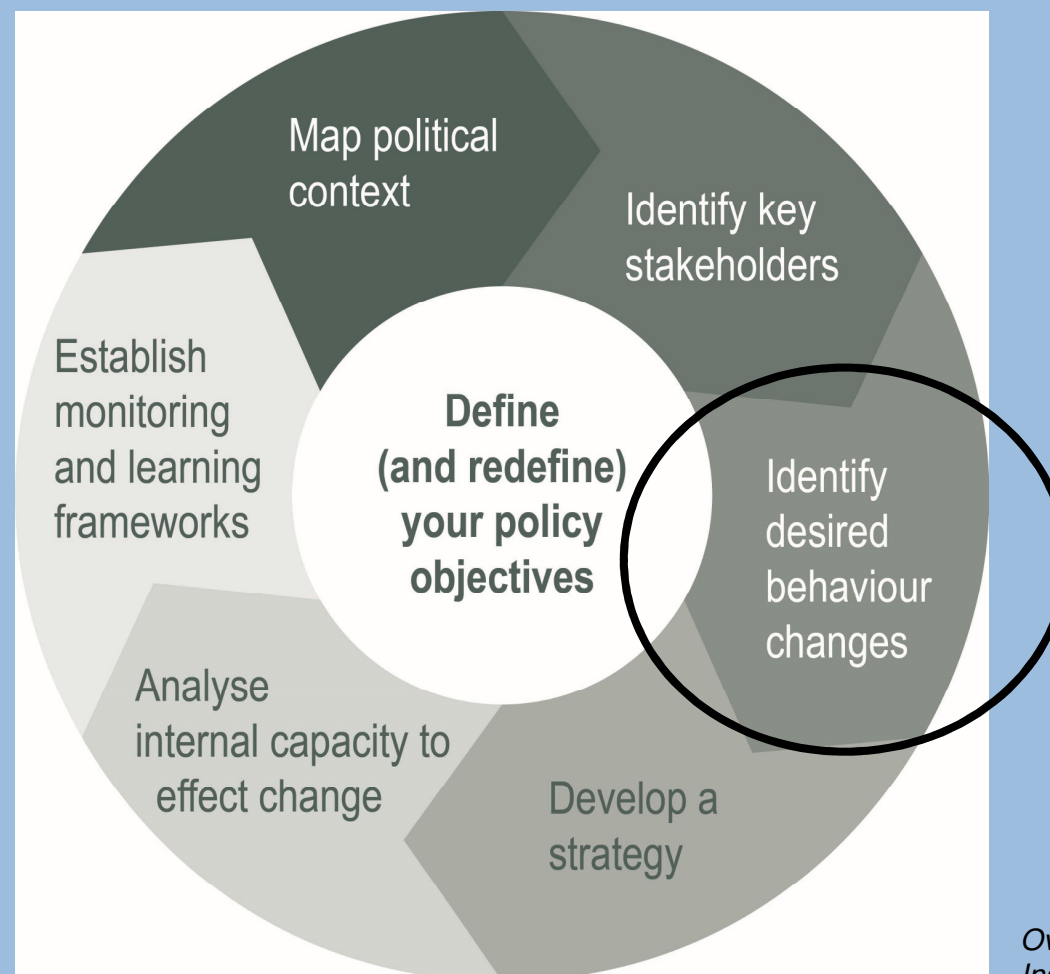 Map political
context
Identify key
stakeholders
Identify
desired
behaviour
changes
Develop a
strategy
Analyse
internal capacity to
effect change
Establish
monitoring
and learning
frameworks
Define
(and redefine)
your policy
objectives